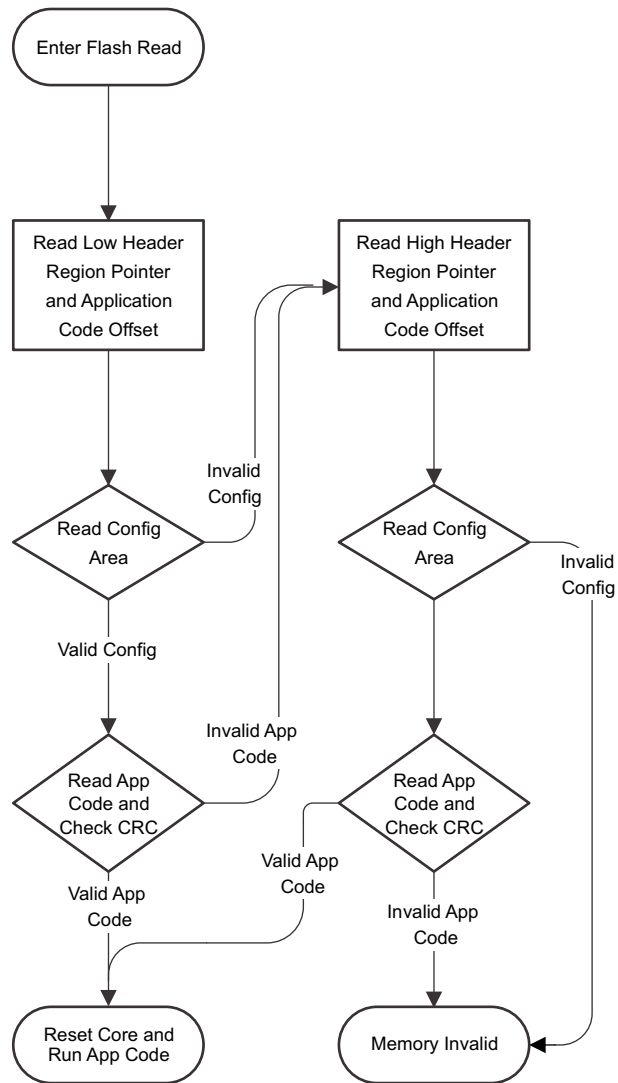 Enter Flash Read
Read Low Header
Region Pointer
and Application
Code Offset
Read High Header
Region Pointer
and Application
Code Offset
Invalid
Config
Read Config
Area
Read Config
Area
Invalid
Config
Valid Config
Invalid App
Code
Read App
Code and
Check CRC
Read App
Code and
Check CRC
Valid App
Code
Valid App
Code
Invalid App
Code
Reset Core and
Run App Code
Memory Invalid